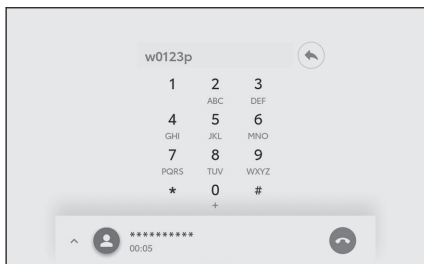 w0123p
1 2 3
ABC DEF
4 5 6
GHI JKL MNO
7 8 9
PQRS TUV WXYZ
* 0 #
+
**********
00:05